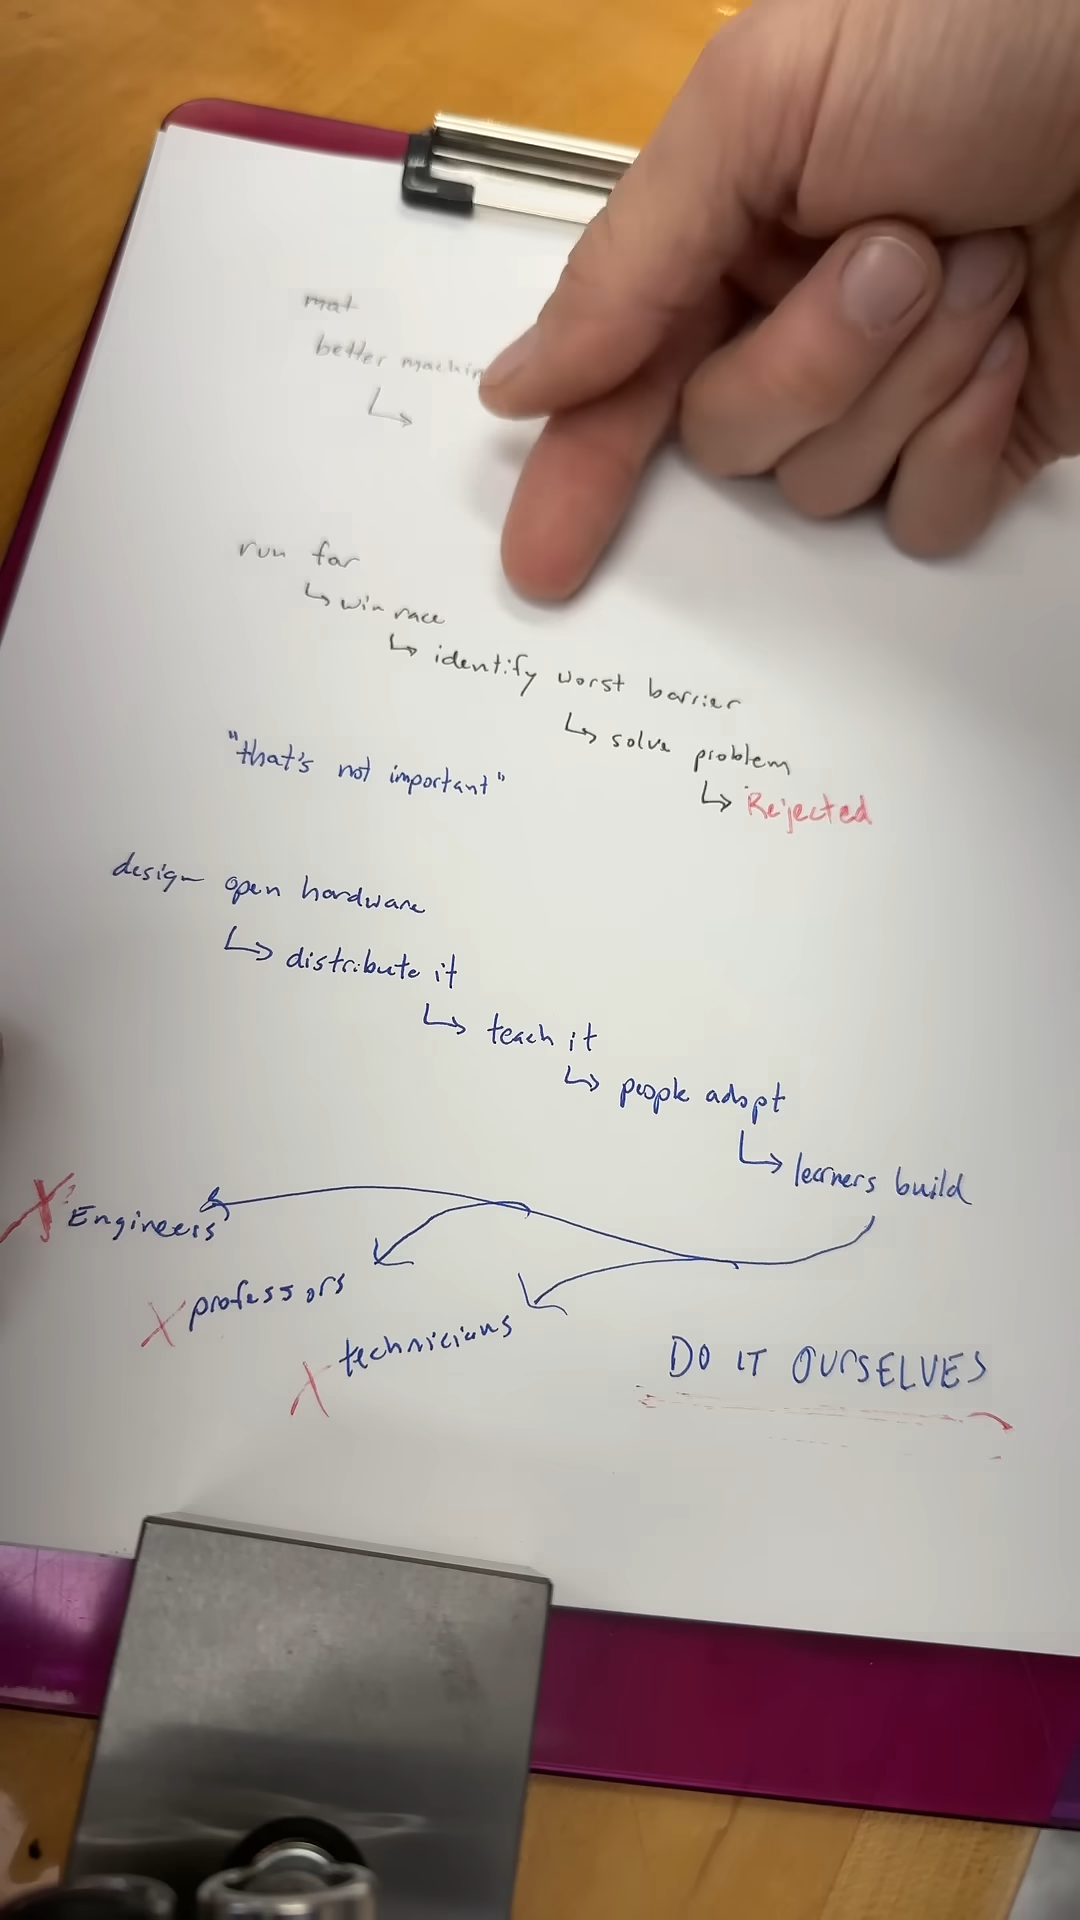 mat
better machin
↳
run far
↳ win race
↳ identify worst barrier
↳ solve problem
↳ Rejected
"that's not important"
design open hardware
↳ distribute it
↳ teach it
↳ people adopt
↳ learners build
X Engineers
X professors
X technicians
DO IT OURSELVES